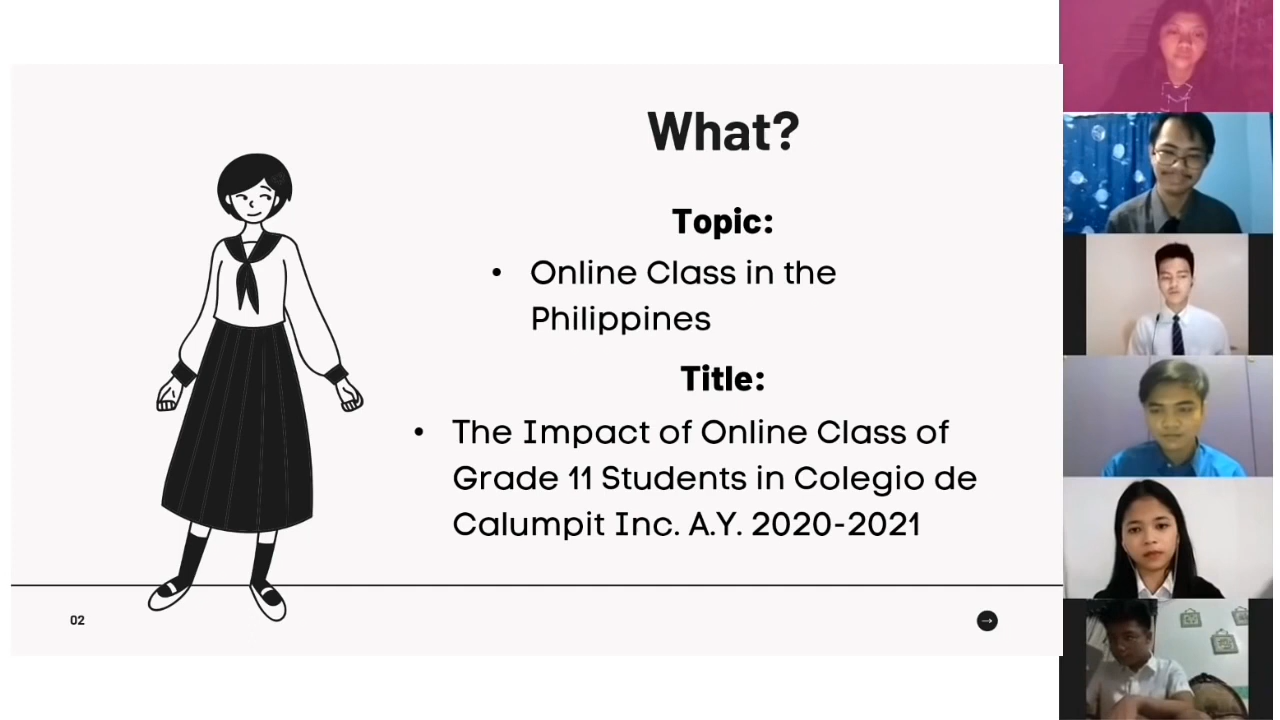 What?
Topic:
• Online Class in the
Philippines
Title:
• The Impact of Online Class of
Grade 11 Students in Colegio de
Calumpit Inc. A.Y. 2020-2021
02